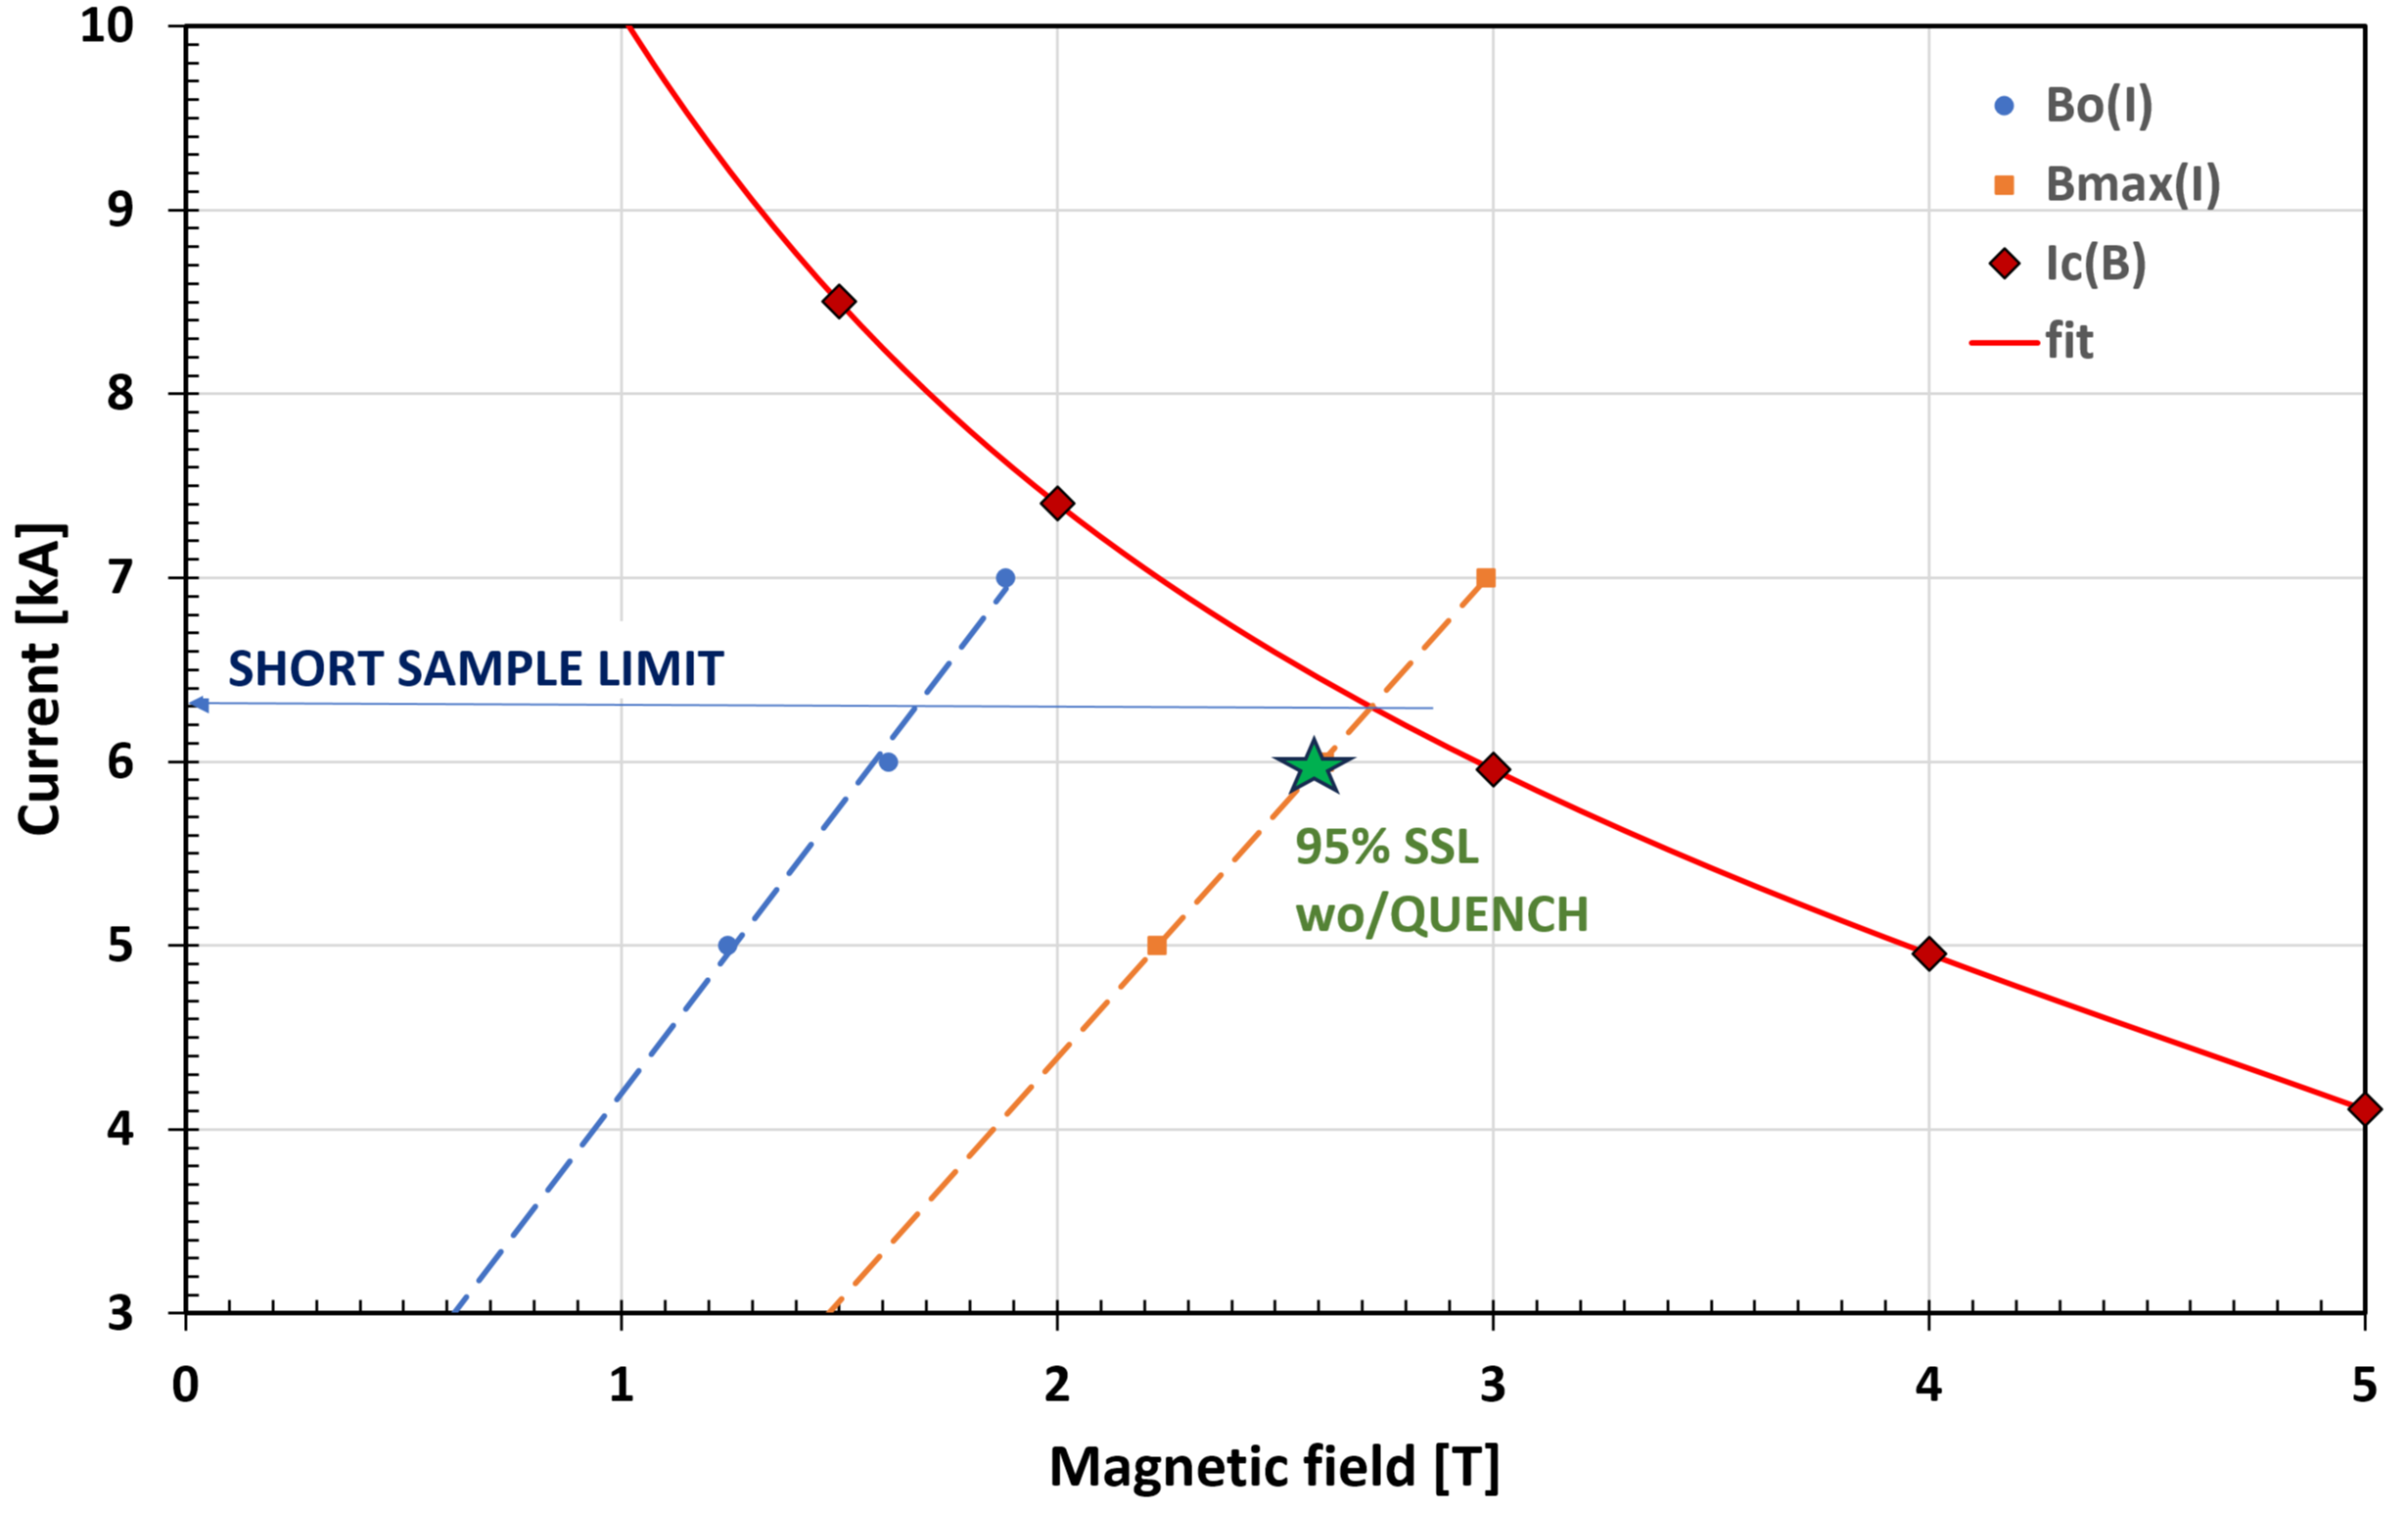 10
9
8
7
6
5
4
3
Current [kA]
Bo(I)
Bmax(I)
Ic(B)
fit
SHORT SAMPLE LIMIT
95% SSL
wo/QUENCH
0 1 2 3 4 5
Magnetic field [T]